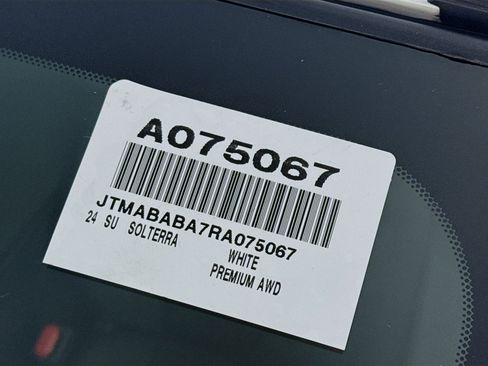 A075067
JTMABABA7RA075067
24 SU SOLTERRA WHITE
PREMIUM AWD